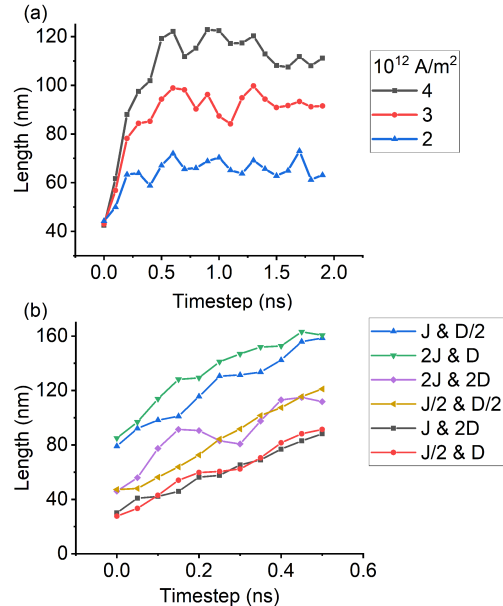 (a)
120
100
80
60
40
Length (nm)
0.0 0.5 1.0 1.5 2.0
Timestep (ns)
10¹² A/m²
4
3
2
(b)
160
120
80
40
0
Length (nm)
0.0 0.2 0.4 0.6
Timestep (ns)
J & D/2
2J & D
2J & 2D
J/2 & D/2
J & 2D
J/2 & D